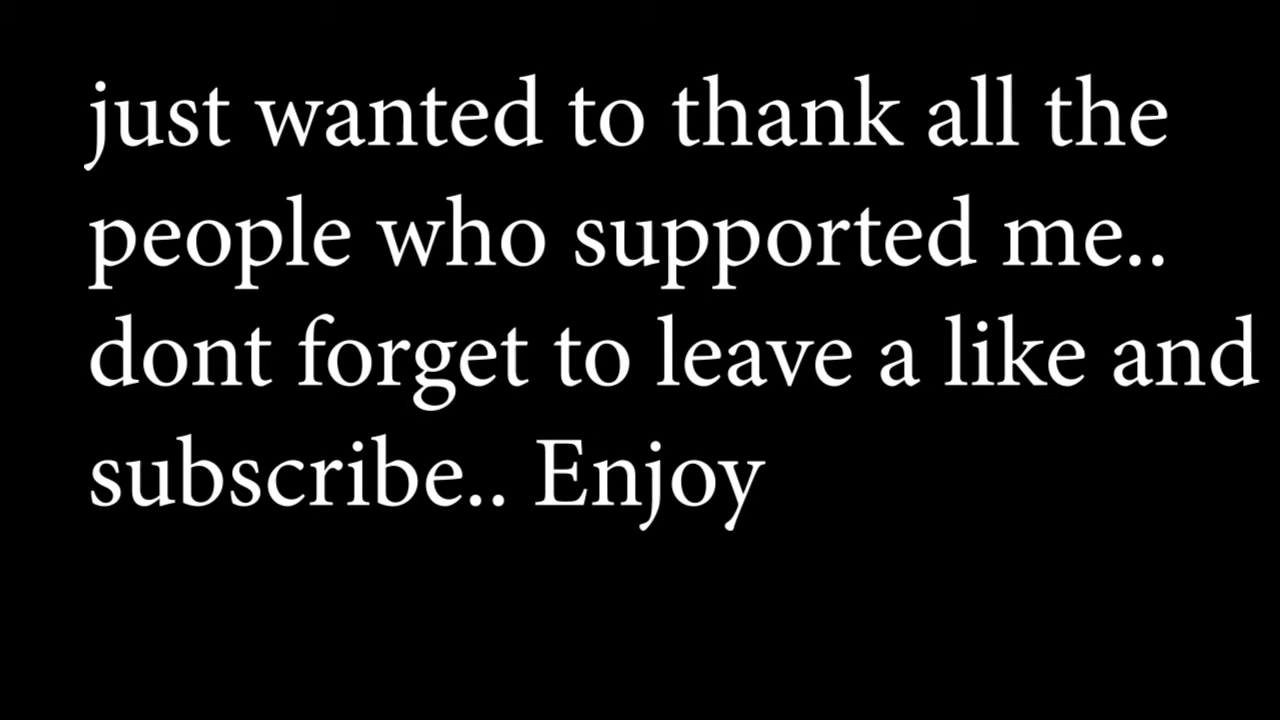 just wanted to thank all the
people who supported me..
dont forget to leave a like and
subscribe.. Enjoy